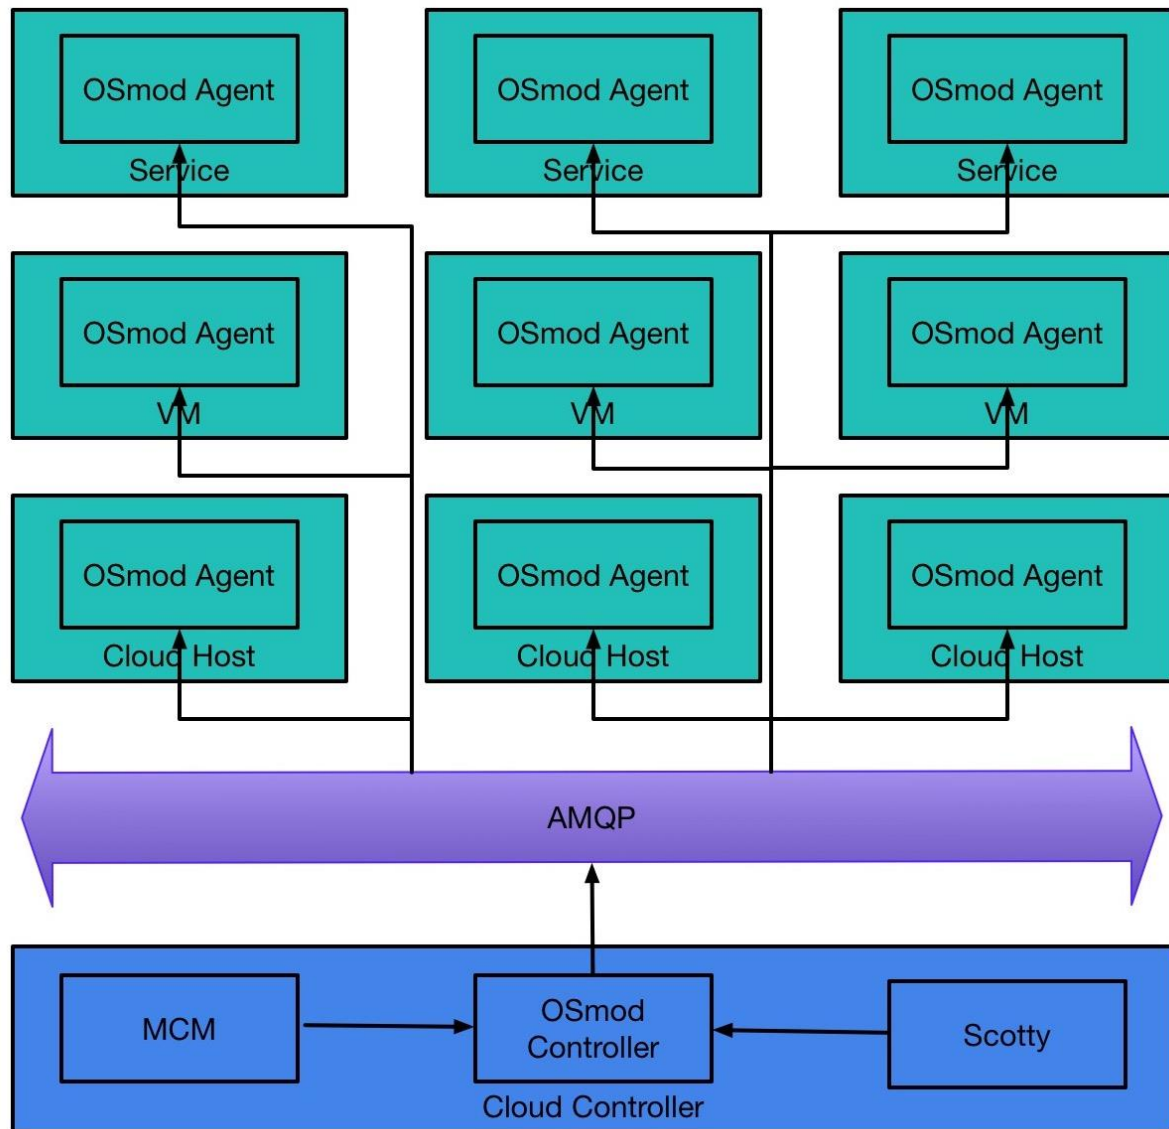 OSmod Agent
Service
OSmod Agent
Service
OSmod Agent
Service
OSmod Agent
VM
OSmod Agent
VM
OSmod Agent
VM
OSmod Agent
Cloud Host
OSmod Agent
Cloud Host
OSmod Agent
Cloud Host
AMQP
MCM
OSmod
Controller
Scotty
Cloud Controller